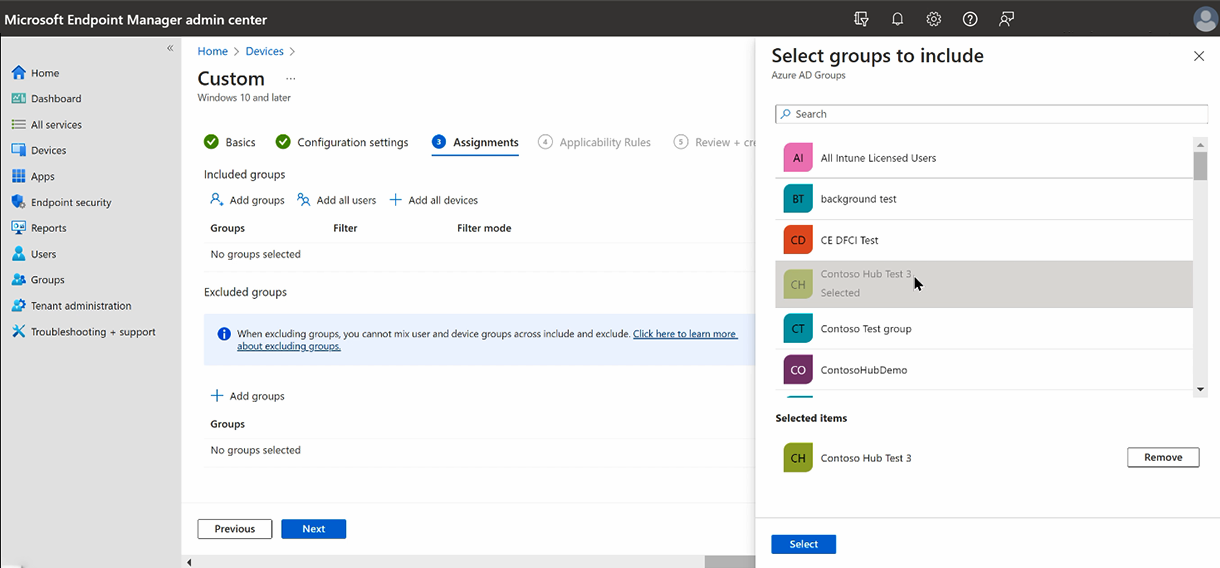 Microsoft Endpoint Manager admin center
«
Home
Dashboard
All services
Devices
Apps
Endpoint security
Reports
Users
Groups
Tenant administration
Troubleshooting + support
Home > Devices >
Custom ...
Windows 10 and later
Basics
Configuration settings
3 Assignments
4 Applicability Rules
5 Review + cre
Included groups
Add groups
Add all users
Add all devices
Groups Filter Filter mode
No groups selected
Excluded groups
When excluding groups, you cannot mix user and device groups across include and exclude. Click here to learn more
about excluding groups.
Add groups
Groups
No groups selected
Previous
Next
Select groups to include
Azure AD Groups
Search
AI All Intune Licensed Users
BT background test
CD CE DFCI Test
CH Contoso Hub Test 3
Selected
CT Contoso Test group
CO ContosoHubDemo
Selected items
CH Contoso Hub Test 3
Remove
Select